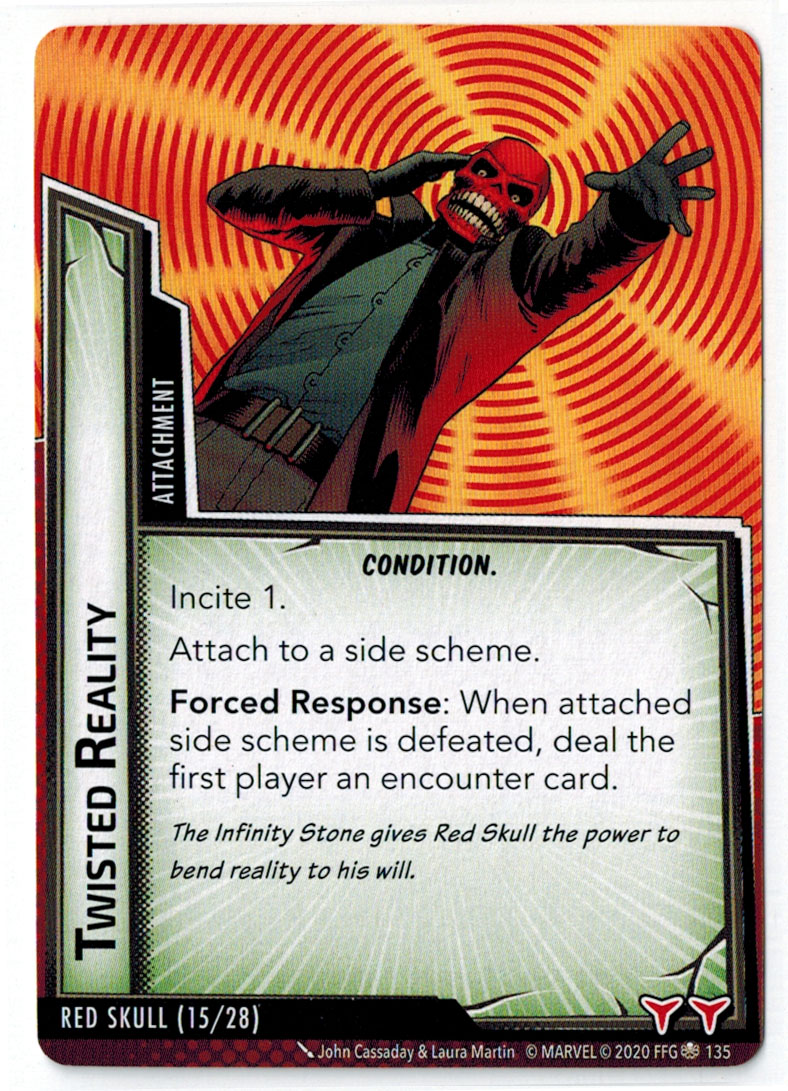 ATTACHMENT
TWISTED REALITY
CONDITION.
Incite 1.
Attach to a side scheme.
Forced Response: When attached
side scheme is defeated, deal the
first player an encounter card.
The Infinity Stone gives Red Skull the power to
bend reality to his will.
RED SKULL (15/28)
John Cassaday & Laura Martin © MARVEL © 2020 FFG 135